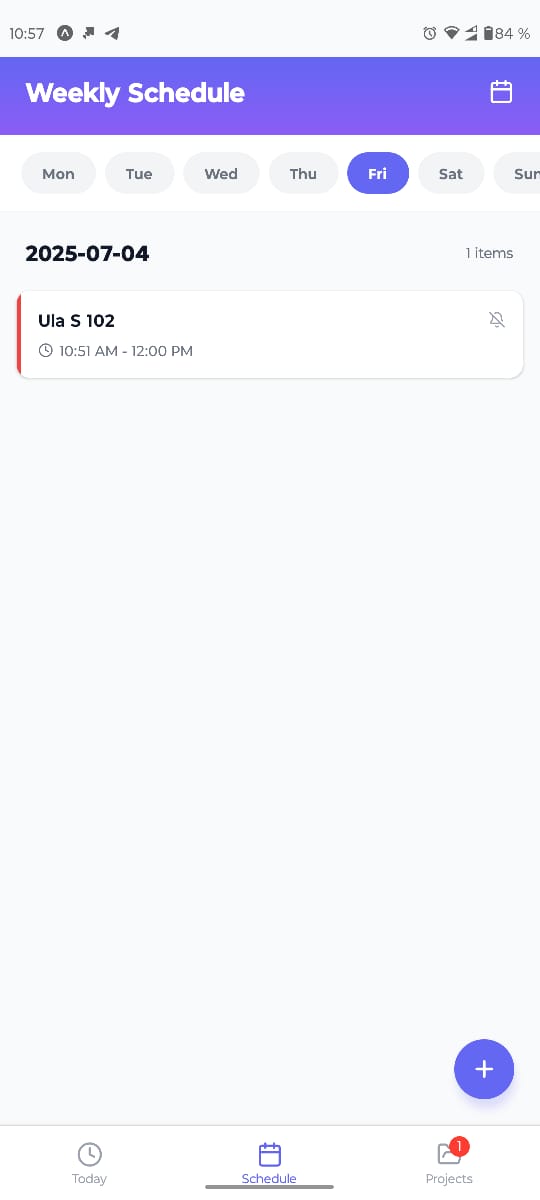 10:57 84 %
Weekly Schedule
Mon Tue Wed Thu Fri Sat Sun
2025-07-04 1 items
Ula S 102
10:51 AM - 12:00 PM
1
Today Schedule Projects